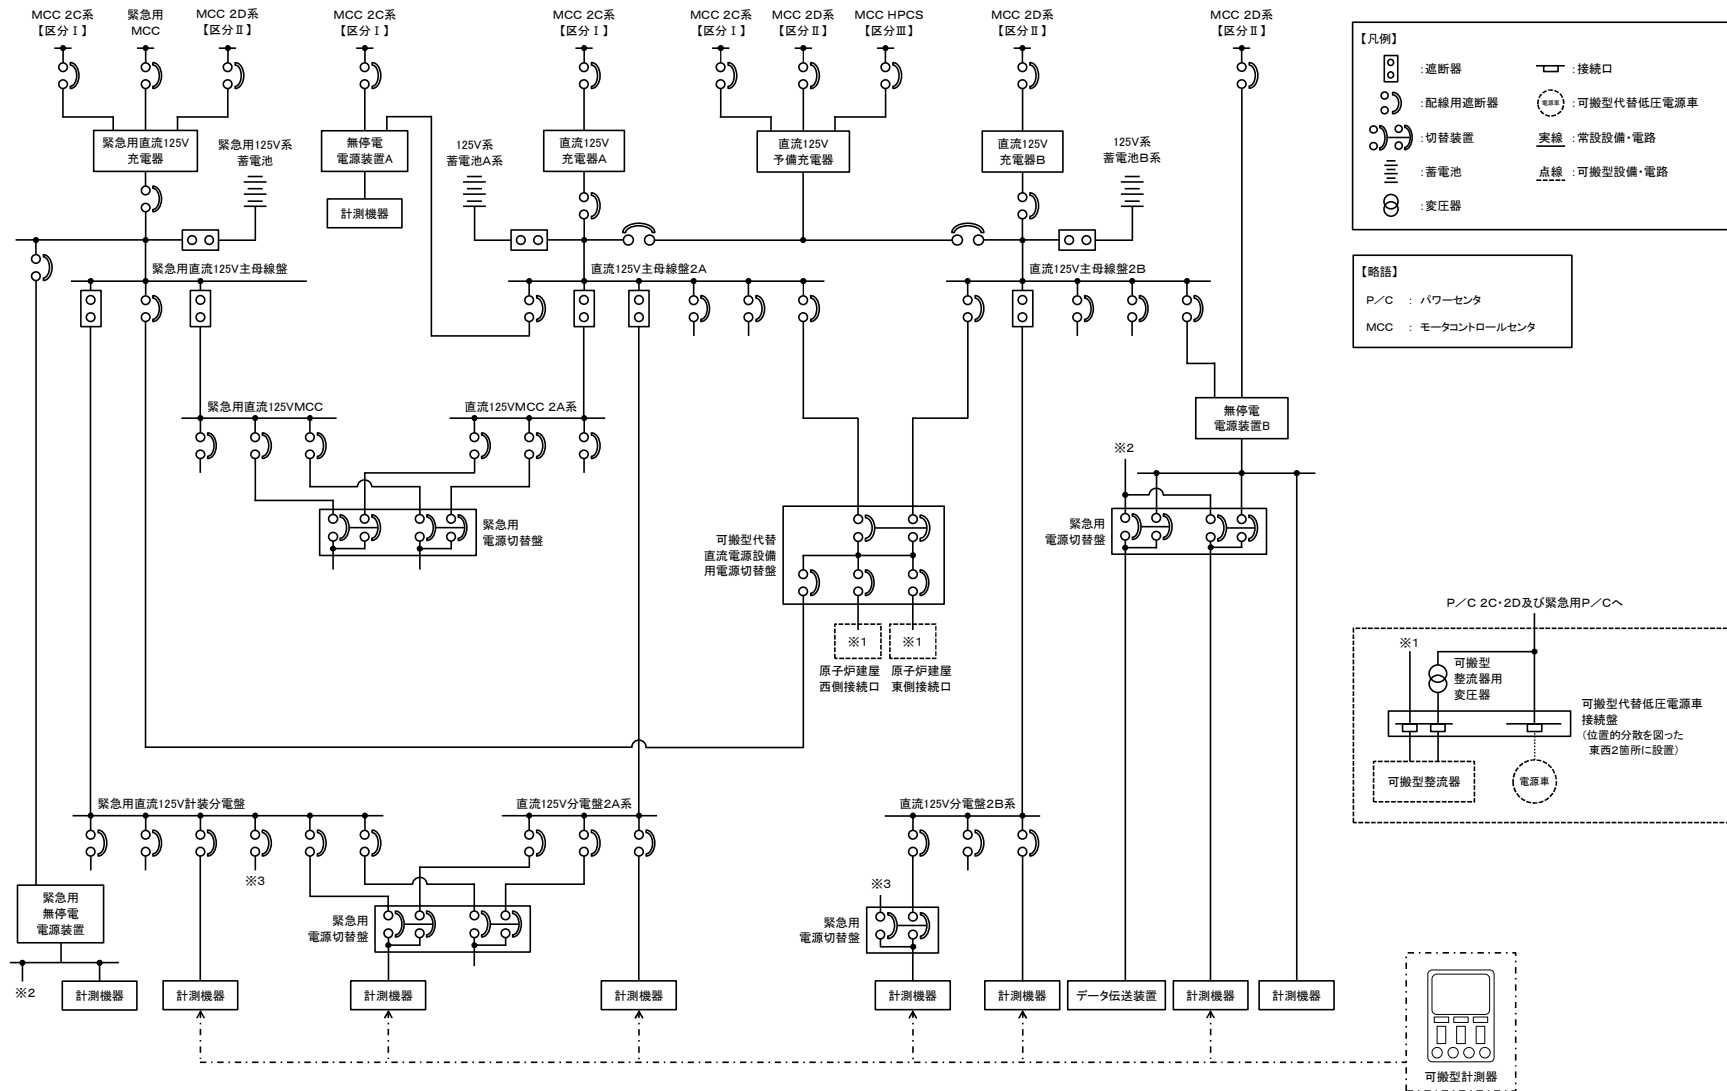 MCC 2C系
【区分Ⅰ】
緊急用
MCC
MCC 2D系
【区分Ⅱ】
MCC 2C系
【区分Ⅰ】
MCC 2C系
【区分Ⅰ】
MCC 2C系
【区分Ⅰ】
MCC 2D系
【区分Ⅱ】
MCC HPCS
【区分Ⅲ】
MCC 2D系
【区分Ⅱ】
MCC 2D系
【区分Ⅱ】
【凡例】
:遮断器
:接続口
:配線用遮断器
電源車
:可搬型代替低圧電源車
:切替装置
実線
:常設設備・電路
:蓄電池
点線
:可搬型設備・電路
:変圧器
【略語】
P/C : パワーセンタ
MCC : モータコントロールセンタ
緊急用直流125V
充電器
緊急用125V系
蓄電池
無停電
電源装置A
計測機器
125V系
蓄電池A系
直流125V
充電器A
直流125V
予備充電器
直流125V
充電器B
125V系
蓄電池B系
緊急用直流125V主母線盤
直流125V主母線盤2A
直流125V主母線盤2B
無停電
電源装置B
緊急用直流125VMCC
直流125VMCC 2A系
緊急用
電源切替盤
可搬型代替
直流電源設備
用電源切替盤
※1
※1
原子炉建屋
西側接続口
原子炉建屋
東側接続口
※2
緊急用
電源切替盤
P/C 2C・2D及び緊急用P/Cへ
※1
可搬型
整流器用
変圧器
可搬型代替低圧電源車
接続盤
(位置的分散を図った
東西2箇所に設置)
可搬型整流器
電源車
緊急用直流125V計装分電盤
直流125V分電盤2A系
直流125V分電盤2B系
※3
※3
緊急用
無停電
電源装置
緊急用
電源切替盤
緊急用
電源切替盤
※2
計測機器
計測機器
計測機器
計測機器
計測機器
計測機器
データ伝送装置
計測機器
計測機器
可搬型計測器